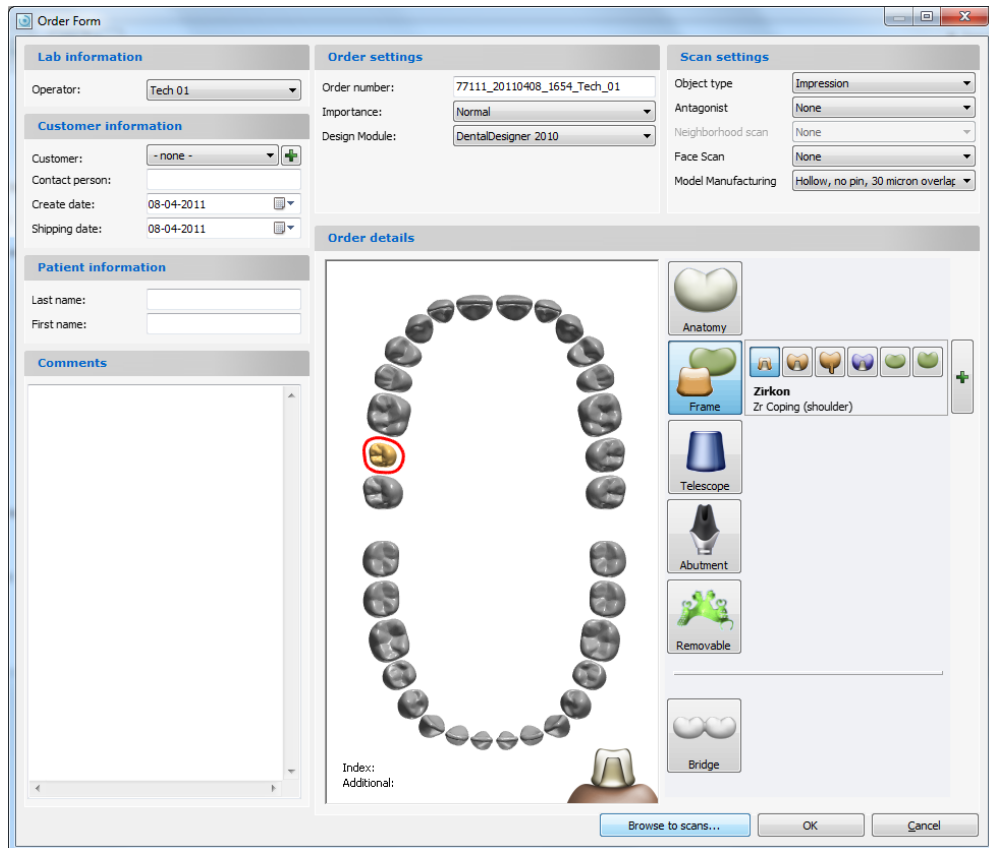 Order Form
Lab information
Operator: Tech 01
Customer information
Customer: - none -
Contact person:
Create date: 08-04-2011
Shipping date: 08-04-2011
Patient information
Last name:
First name:
Comments
Order settings
Order number: 77111_20110408_1654_Tech_01
Importance: Normal
Design Module: DentalDesigner 2010
Scan settings
Object type Impression
Antagonist None
Neighborhood scan None
Face Scan None
Model Manufacturing Hollow, no pin, 30 micron overlap
Order details
Index:
Additional:
Anatomy
Frame
Zirkon
Zr Coping (shoulder)
Telescope
Abutment
Removable
Bridge
Browse to scans...
OK
Cancel